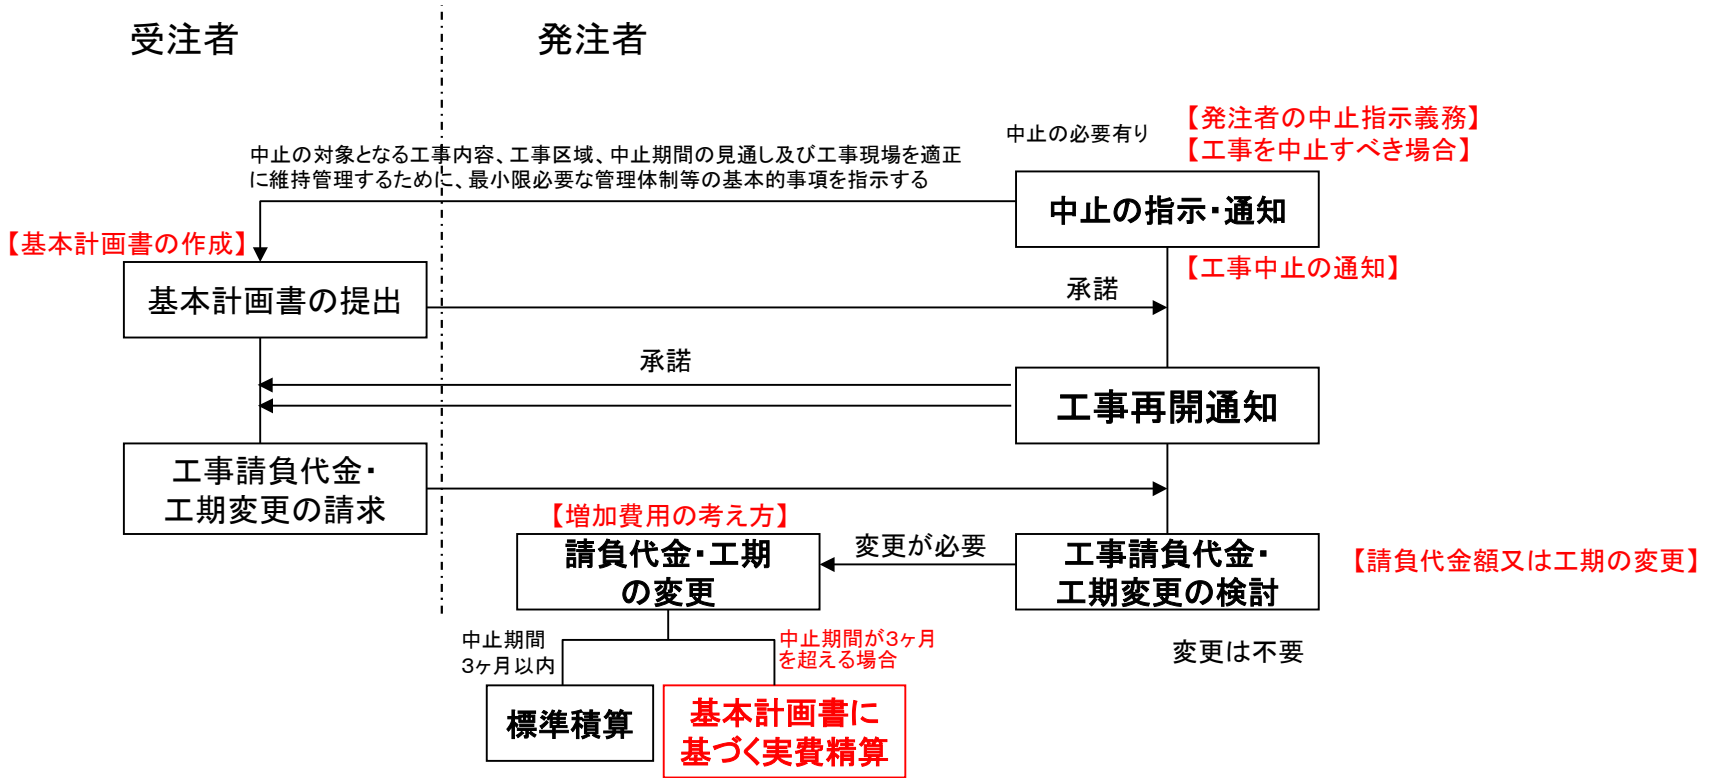 受注者
発注者
中止の必要有り
【発注者の中止指示義務】
【工事を中止すべき場合】
中止の対象となる工事内容、工事区域、中止期間の見通し及び工事現場を適正
に維持管理するために、最小限必要な管理体制等の基本的事項を指示する
中止の指示・通知
【基本計画書の作成】
【工事中止の通知】
基本計画書の提出
承諾
承諾
工事再開通知
工事請負代金・
工期変更の請求
【増加費用の考え方】
請負代金・工期
の変更
変更が必要
工事請負代金・
工期変更の検討
【請負代金額又は工期の変更】
中止期間
3ヶ月以内
中止期間が3ヶ月
を超える場合
変更は不要
標準積算
基本計画書に
基づく実費精算